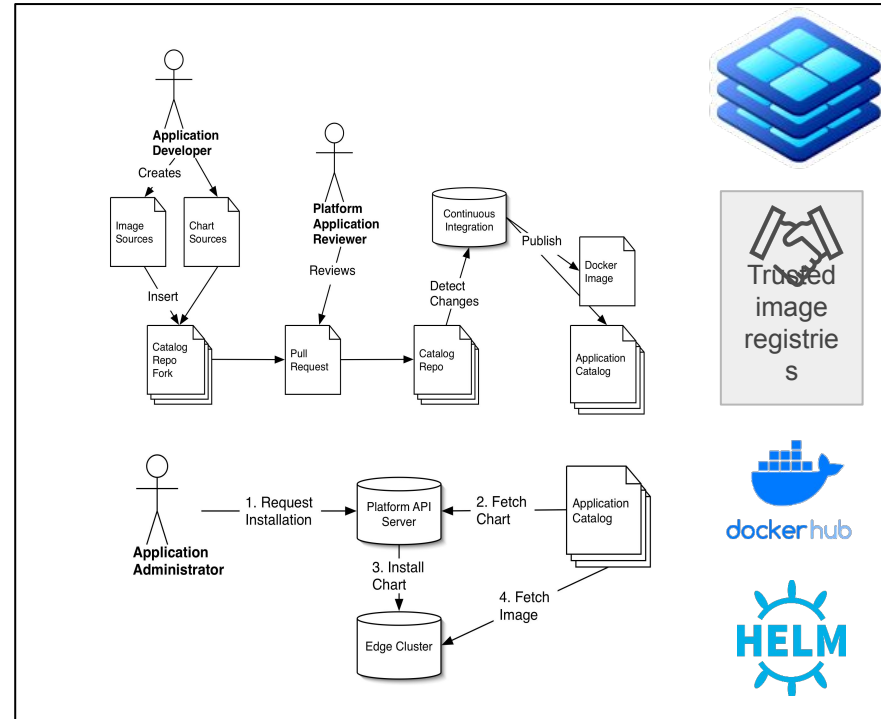 Application
Developer
Creates
Image
Sources
Chart
Sources
Insert
Platform
Application
Reviewer
Reviews
Continuous
Integration
Publish
Docker
Image
Detect
Changes
Catalog
Repo
Fork
Pull
Request
Catalog
Repo
Application
Catalog
Trusted
image
registrie
s
Application
Administrator
1. Request
Installation
Platform API
Server
2. Fetch
Chart
Application
Catalog
3. Install
Chart
4. Fetch
Image
Edge Cluster
dockerhub
HELM